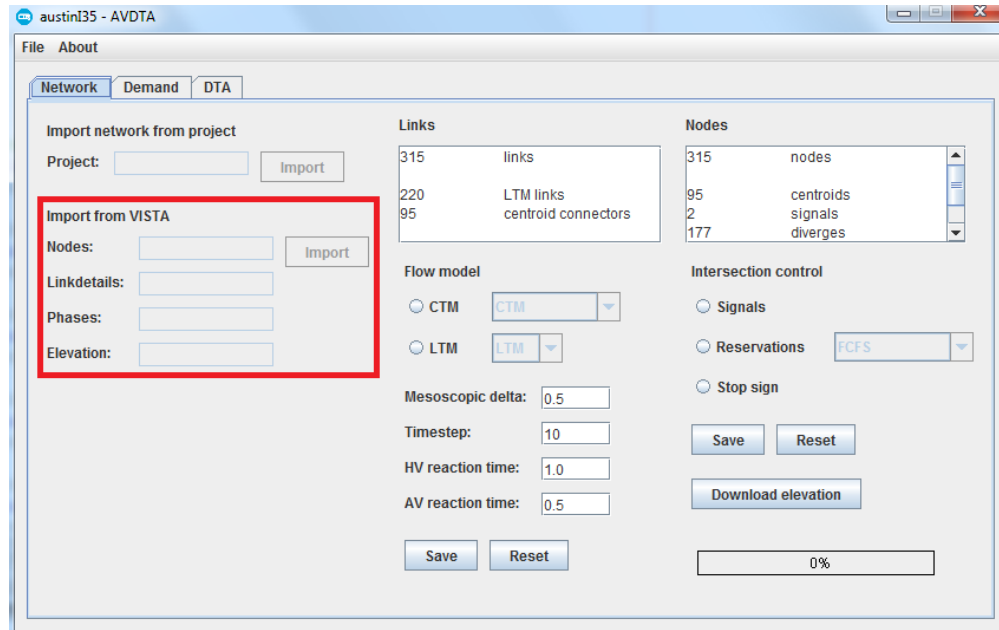 austinI35 - AVDTA
File About
Network Demand DTA
Import network from project
Project: Import
Import from VISTA
Nodes: Import
Linkdetails:
Phases:
Elevation:
Links
315 links
220 LTM links
95 centroid connectors
Flow model
CTM CTM
LTM LTM
Mesoscopic delta: 0.5
Timestep: 10
HV reaction time: 1.0
AV reaction time: 0.5
Save Reset
Nodes
315 nodes
95 centroids
2 signals
177 diverges
Intersection control
Signals
Reservations FCFS
Stop sign
Save Reset
Download elevation
0%